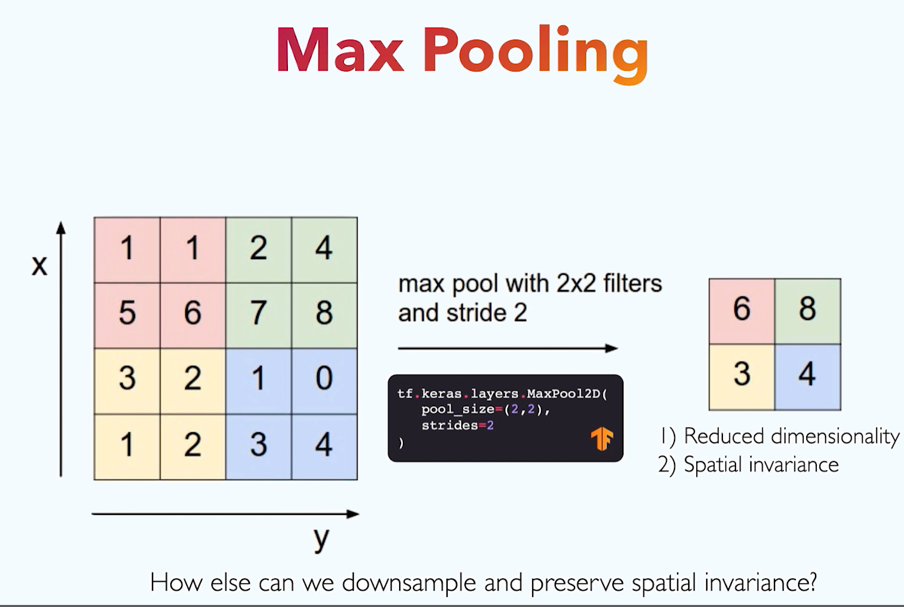 Max Pooling
x
1 1 2 4
5 6 7 8
3 2 1 0
1 2 3 4
y
max pool with 2x2 filters
and stride 2
tf.keras.layers.MaxPool2D(
pool_size=(2,2),
strides=2
)
6 8
3 4
1) Reduced dimensionality
2) Spatial invariance
How else can we downsample and preserve spatial invariance?